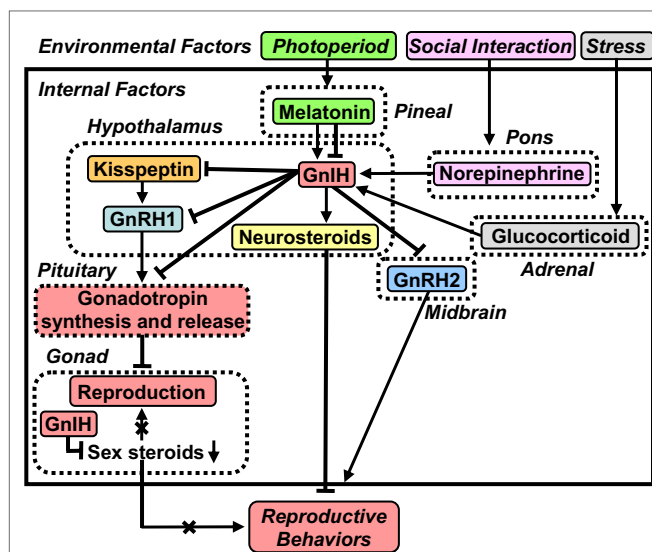 Environmental Factors Photoperiod Social Interaction Stress
Internal Factors
Melatonin Pineal
Hypothalamus
Pons
Kisspeptin GnIH Norepinephrine
GnRH1
Neurosteroids Glucocorticoid
Pituitary Adrenal
Gonadotropin
synthesis and release
GnRH2
Midbrain
Gonad
Reproduction
GnIH
Sex steroids
Reproductive
Behaviors